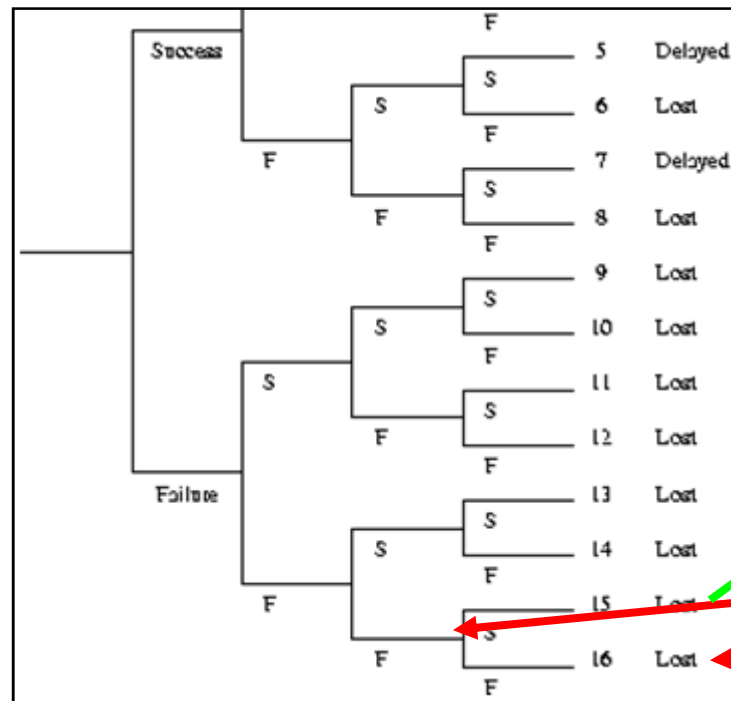 F
Success
5 Delayed
S
S
6 Lost
F
F
7 Delayed
S
F
8 Lost
F
9 Lost
S
S
10 Lost
F
S
11 Lost
S
F
12 Lost
F
Failure
13 Lost
S
S
14 Lost
F
F
15 Lost
S
F
16 Lost
F